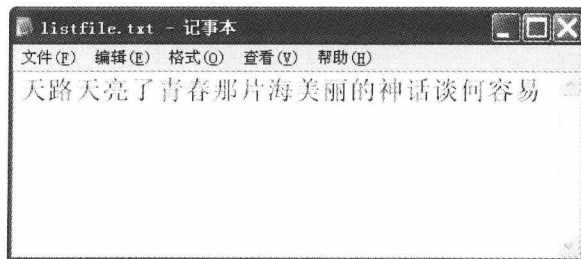 listfile.txt - 记事本
文件(F) 编辑(E) 格式(O) 查看(V) 帮助(H)
天路天亮了青春那片海美丽的神话谈何容易